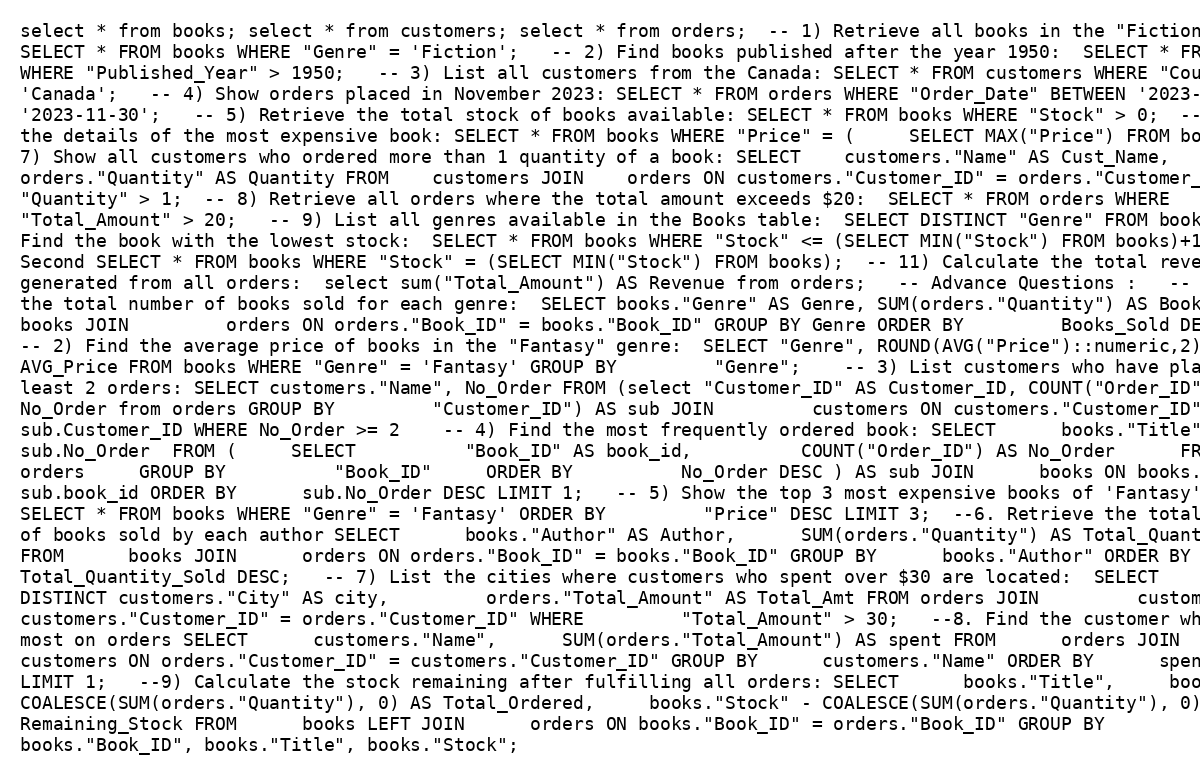 select * from books; select * from customers; select * from orders;  -- 1) Retrieve all books in the "Fiction
SELECT * FROM books WHERE "Genre" = 'Fiction';   -- 2) Find books published after the year 1950:  SELECT * FR
WHERE "Published_Year" > 1950;   -- 3) List all customers from the Canada: SELECT * FROM customers WHERE "Cou
'Canada';   -- 4) Show orders placed in November 2023: SELECT * FROM orders WHERE "Order_Date" BETWEEN '2023-
'2023-11-30';   -- 5) Retrieve the total stock of books available: SELECT * FROM books WHERE "Stock" > 0;  --
the details of the most expensive book: SELECT * FROM books WHERE "Price" = (     SELECT MAX("Price") FROM bo
7) Show all customers who ordered more than 1 quantity of a book: SELECT    customers."Name" AS Cust_Name,
orders."Quantity" AS Quantity FROM    customers JOIN    orders ON customers."Customer_ID" = orders."Customer_
"Quantity" > 1;  -- 8) Retrieve all orders where the total amount exceeds $20:  SELECT * FROM orders WHERE
"Total_Amount" > 20;   -- 9) List all genres available in the Books table:  SELECT DISTINCT "Genre" FROM book
Find the book with the lowest stock:  SELECT * FROM books WHERE "Stock" <= (SELECT MIN("Stock") FROM books)+1
Second SELECT * FROM books WHERE "Stock" = (SELECT MIN("Stock") FROM books);  -- 11) Calculate the total reve
generated from all orders:  select sum("Total_Amount") AS Revenue from orders;   -- Advance Questions :   --
the total number of books sold for each genre:  SELECT books."Genre" AS Genre, SUM(orders."Quantity") AS Book
books JOIN         orders ON orders."Book_ID" = books."Book_ID" GROUP BY Genre ORDER BY         Books_Sold DE
-- 2) Find the average price of books in the "Fantasy" genre:  SELECT "Genre", ROUND(AVG("Price")::numeric,2)
AVG_Price FROM books WHERE "Genre" = 'Fantasy' GROUP BY         "Genre";    -- 3) List customers who have pla
least 2 orders: SELECT customers."Name", No_Order FROM (select "Customer_ID" AS Customer_ID, COUNT("Order_ID"
No_Order from orders GROUP BY         "Customer_ID") AS sub JOIN         customers ON customers."Customer_ID"
sub.Customer_ID WHERE No_Order >= 2    -- 4) Find the most frequently ordered book: SELECT      books."Title"
sub.No_Order  FROM (     SELECT          "Book_ID" AS book_id,          COUNT("Order_ID") AS No_Order      FR
orders     GROUP BY          "Book_ID"     ORDER BY          No_Order DESC ) AS sub JOIN      books ON books.
sub.book_id ORDER BY      sub.No_Order DESC LIMIT 1;   -- 5) Show the top 3 most expensive books of 'Fantasy'
SELECT * FROM books WHERE "Genre" = 'Fantasy' ORDER BY         "Price" DESC LIMIT 3;  --6. Retrieve the total
of books sold by each author SELECT      books."Author" AS Author,      SUM(orders."Quantity") AS Total_Quant
FROM      books JOIN      orders ON orders."Book_ID" = books."Book_ID" GROUP BY      books."Author" ORDER BY
Total_Quantity_Sold DESC;   -- 7) List the cities where customers who spent over $30 are located:  SELECT
DISTINCT customers."City" AS city,         orders."Total_Amount" AS Total_Amt FROM orders JOIN         custom
customers."Customer_ID" = orders."Customer_ID" WHERE         "Total_Amount" > 30;   --8. Find the customer wh
most on orders SELECT      customers."Name",      SUM(orders."Total_Amount") AS spent FROM      orders JOIN
customers ON orders."Customer_ID" = customers."Customer_ID" GROUP BY      customers."Name" ORDER BY      spen
LIMIT 1;   --9) Calculate the stock remaining after fulfilling all orders: SELECT      books."Title",     boo
COALESCE(SUM(orders."Quantity"), 0) AS Total_Ordered,     books."Stock" - COALESCE(SUM(orders."Quantity"), 0)
Remaining_Stock FROM      books LEFT JOIN      orders ON books."Book_ID" = orders."Book_ID" GROUP BY
books."Book_ID", books."Title", books."Stock";